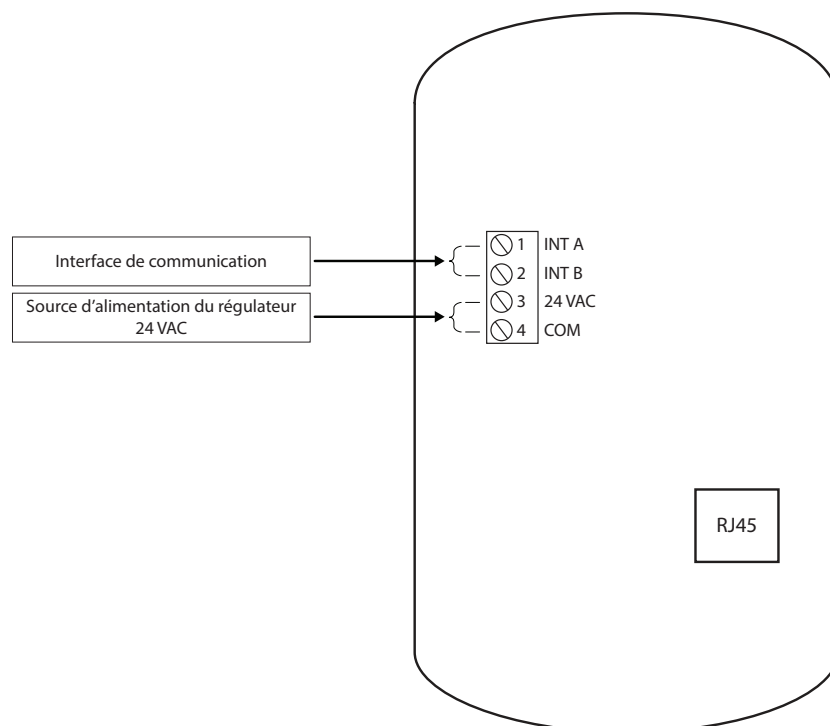 Interface de communication
Source d’alimentation du régulateur
24 VAC
1 INT A
2 INT B
3 24 VAC
4 COM
RJ45